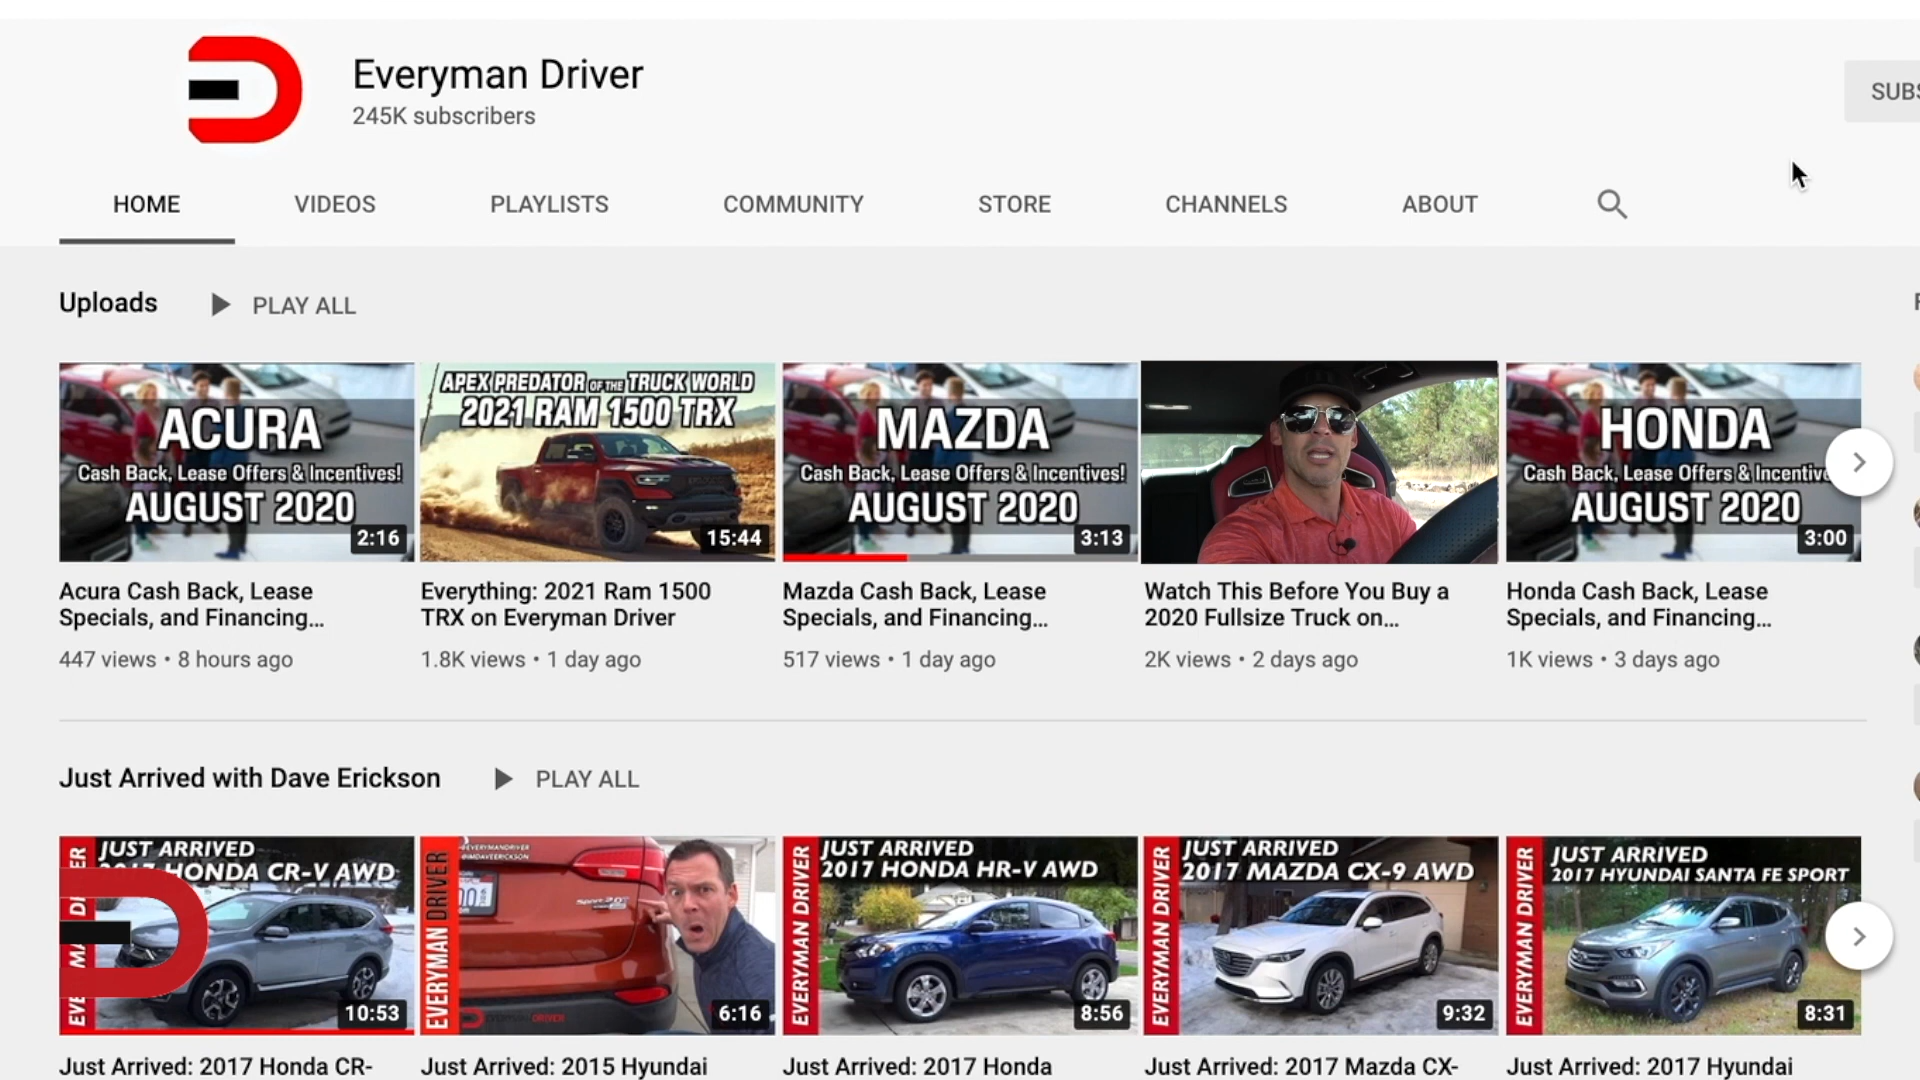 Everyman Driver
245K subscribers
SUBS
HOME
VIDEOS
PLAYLISTS
COMMUNITY
STORE
CHANNELS
ABOUT
Uploads
PLAY ALL
ACURA
Cash Back, Lease Offers & Incentives!
AUGUST 2020
2:16
APEX PREDATOR OF THE TRUCK WORLD
2021 RAM 1500 TRX
15:44
MAZDA
Cash Back, Lease Offers & Incentives!
AUGUST 2020
3:13
HONDA
Cash Back, Lease Offers & Incentiv
AUGUST 2020
3:00
Acura Cash Back, Lease
Specials, and Financing...
447 views • 8 hours ago
Everything: 2021 Ram 1500
TRX on Everyman Driver
1.8K views • 1 day ago
Mazda Cash Back, Lease
Specials, and Financing...
517 views • 1 day ago
Watch This Before You Buy a
2020 Fullsize Truck on...
2K views • 2 days ago
Honda Cash Back, Lease
Specials, and Financing...
1K views • 3 days ago
Just Arrived with Dave Erickson
PLAY ALL
JUST ARRIVED
2017 HONDA CR-V AWD
10:53
EVERYMAN DRIVER
6:16
EVERYMAN DRIVER
JUST ARRIVED
2017 HONDA HR-V AWD
8:56
EVERYMAN DRIVER
JUST ARRIVED
2017 MAZDA CX-9 AWD
9:32
EVERYMAN DRIVER
JUST ARRIVED
2017 HYUNDAI SANTA FE SPORT
8:31
Just Arrived: 2017 Honda CR-
Just Arrived: 2015 Hyundai
Just Arrived: 2017 Honda
Just Arrived: 2017 Mazda CX-
Just Arrived: 2017 Hyundai